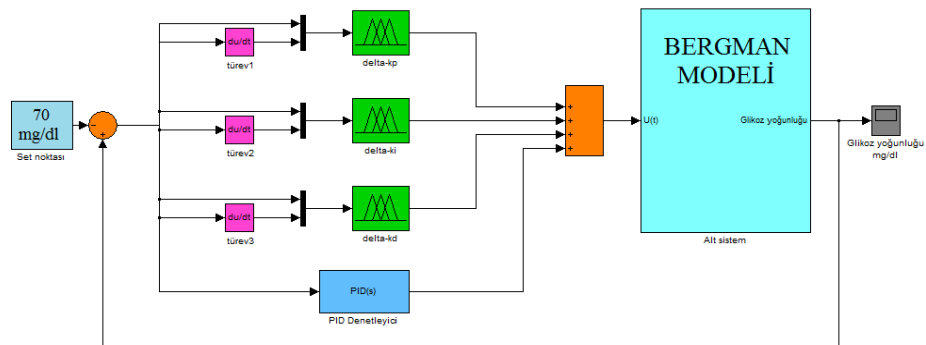 70
mg/dl
Set noktası
-
+
du/dt
türev1
delta-kp
du/dt
türev2
delta-ki
du/dt
türev3
delta-kd
PID(s)
PID Denetleyici
+
+
+
+
BERGMAN
MODELİ
U(t)
Glikoz yoğunluğu
Alt sistem
Glikoz yoğunluğu
mg/dl